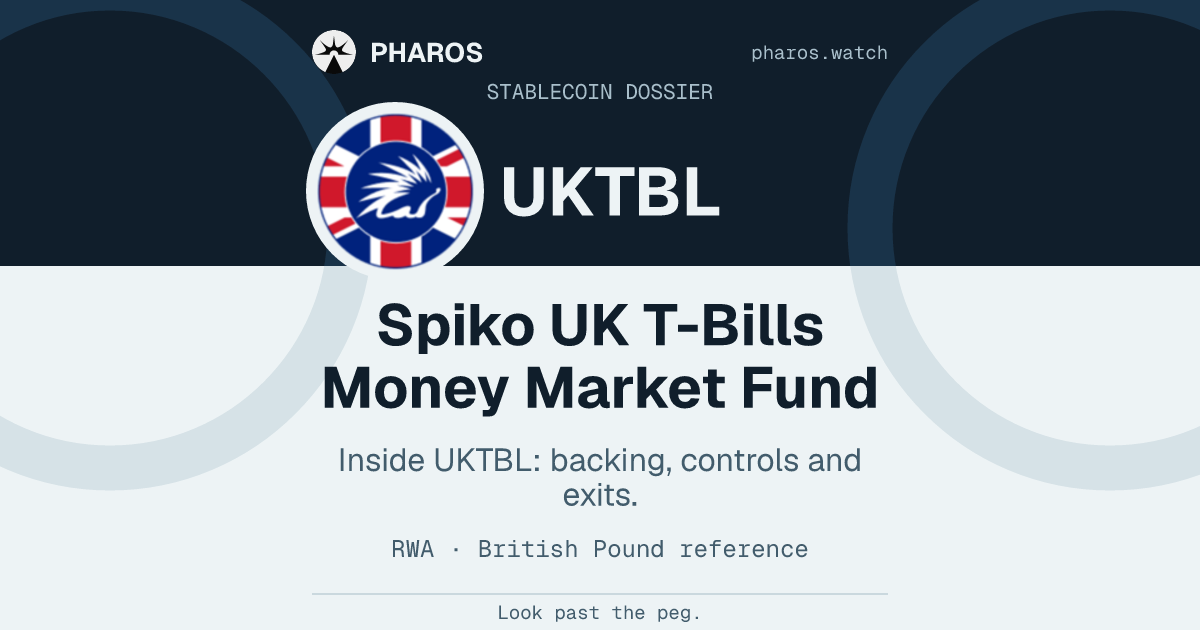 PHAROS
pharos.watch
STABLECOIN DOSSIER
UKTBL
Spiko UK T-Bills
Money Market Fund
Inside UKTBL: backing, controls and
exits.
RWA · British Pound reference
Look past the peg.